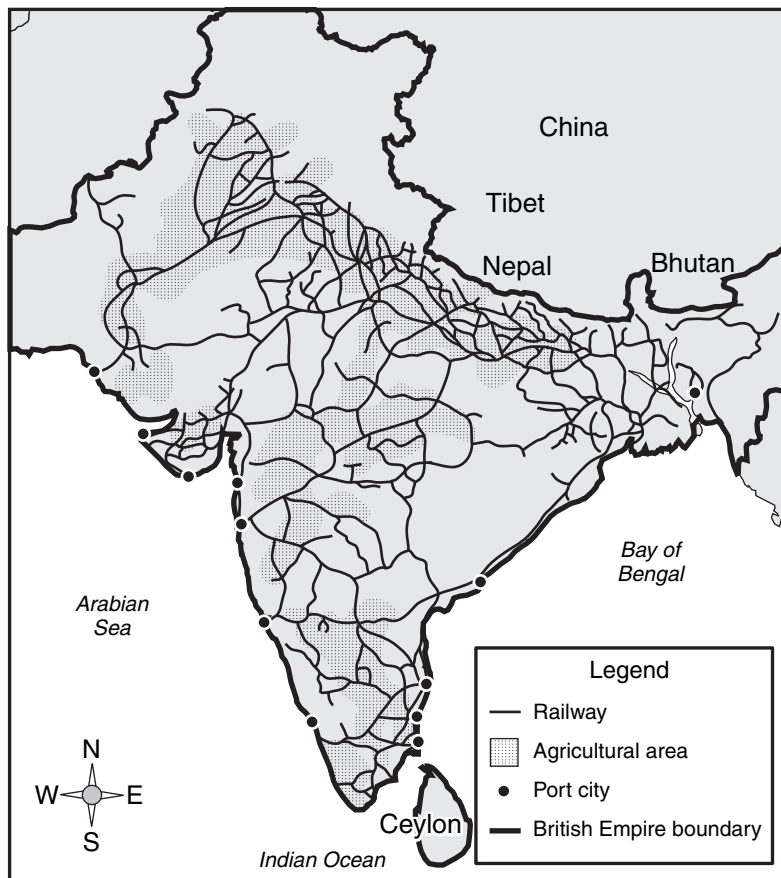 China
Tibet
Nepal
Bhutan
Bay of
Bengal
Arabian
Sea
Legend
Railway
Agricultural area
Port city
British Empire boundary
N
W
E
S
Ceylon
Indian Ocean